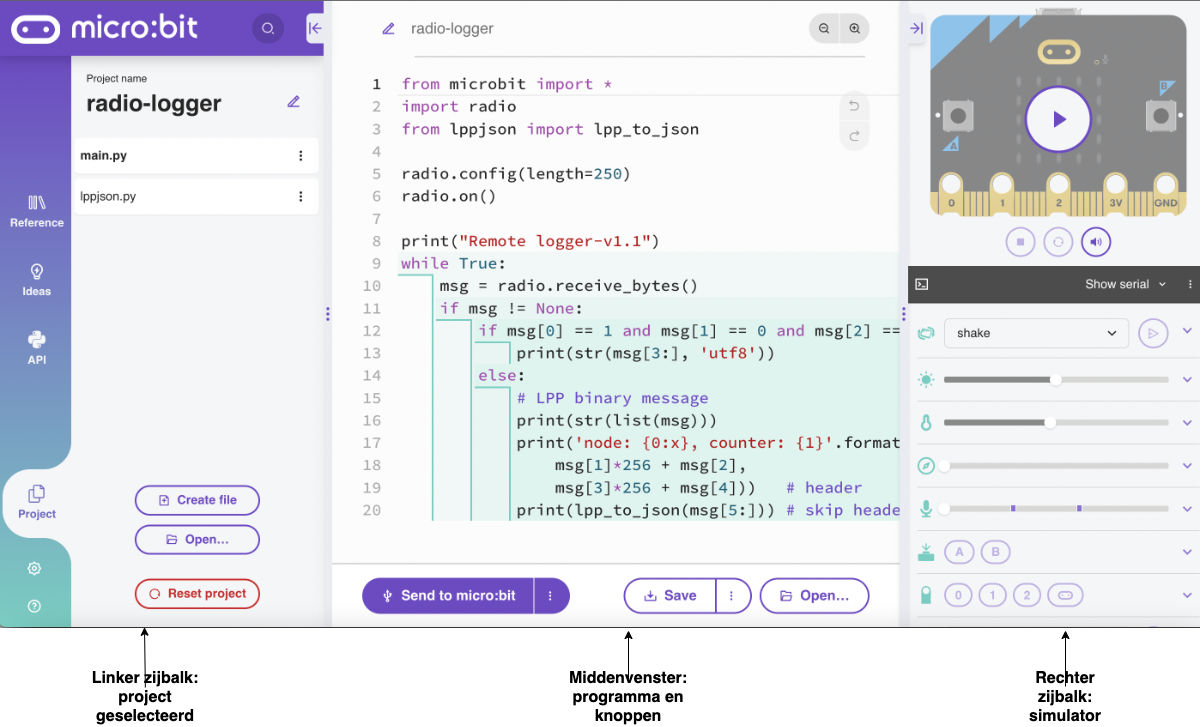 micro:bit
Project name
radio-logger
main.py
lppjson.py
Reference
Ideas
API
Project
Create file
Open...
Reset project
radio-logger
1 from microbit import *
2 import radio
3 from lppjson import lpp_to_json
4
5 radio.config(length=250)
6 radio.on()
7
8 print("Remote logger-v1.1")
9 while True:
10 msg = radio.receive_bytes()
11 if msg != None:
12 if msg[0] == 1 and msg[1] == 0 and msg[2] ==
13 print(str(msg[3:], 'utf8'))
14 else:
15 # LPP binary message
16 print(str(list(msg)))
17 print('node: {0:x}, counter: {1}'.format
18 msg[1]*256 + msg[2],
19 msg[3]*256 + msg[4])) # header
20 print(lpp_to_json(msg[5:])) # skip heade
Send to micro:bit
Save
Open...
B
A
0 1 2 3V GND
Show serial
shake
A B
0 1 2
Linker zijbalk:
project
geselecteerd
Middenvenster:
programma en
knoppen
Rechter
zijbalk:
simulator